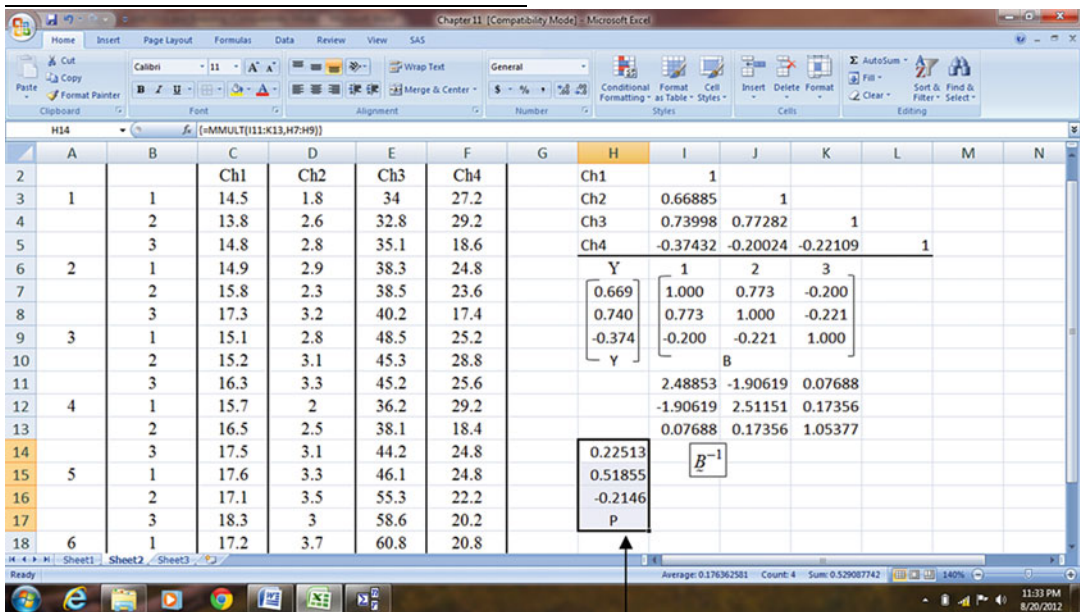 Chapter 11 [Compatibility Mode] - Microsoft Excel
Home Insert Page Layout Formulas Data Review View SAS
Cut
Copy
Format Painter
Paste
Clipboard
Calibri 11
Font
Wrap Text
Merge & Center
Alignment
General
Number
Conditional Formatting Format as Table Cell Styles
Styles
Insert Delete Format
Cells
Σ AutoSum
Fill
Clear
Sort & Filter Find & Select
Editing
H14 fx {=MMULT(I11:K13,H7:H9)}
A B C D E F G H I J K L M N
2 Ch1 Ch2 Ch3 Ch4 Ch1 1
3 1 1 14.5 1.8 34 27.2 Ch2 0.66885 1
4 2 13.8 2.6 32.8 29.2 Ch3 0.73998 0.77282 1
5 3 14.8 2.8 35.1 18.6 Ch4 -0.37432 -0.20024 -0.22109 1
6 2 1 14.9 2.9 38.3 24.8 Y 1 2 3
7 2 15.8 2.3 38.5 23.6 0.669 1.000 0.773 -0.200
8 3 17.3 3.2 40.2 17.4 0.740 0.773 1.000 -0.221
9 3 1 15.1 2.8 48.5 25.2 -0.374 -0.200 -0.221 1.000
10 2 15.2 3.1 45.3 28.8 Y B
11 3 16.3 3.3 45.2 25.6 2.48853 -1.90619 0.07688
12 4 1 15.7 2 36.2 29.2 -1.90619 2.51151 0.17356
13 2 16.5 2.5 38.1 18.4 0.07688 0.17356 1.05377
14 3 17.5 3.1 44.2 24.8 0.22513 B⁻¹
15 5 1 17.6 3.3 46.1 24.8 0.51855
16 2 17.1 3.5 55.3 22.2 -0.2146
17 3 18.3 3 58.6 20.2 P
18 6 1 17.2 3.7 60.8 20.8
Sheet1 Sheet2 Sheet3
Ready Average: 0.176362581 Count: 4 Sum: 0.529087742 140%
11:33 PM
8/20/2012